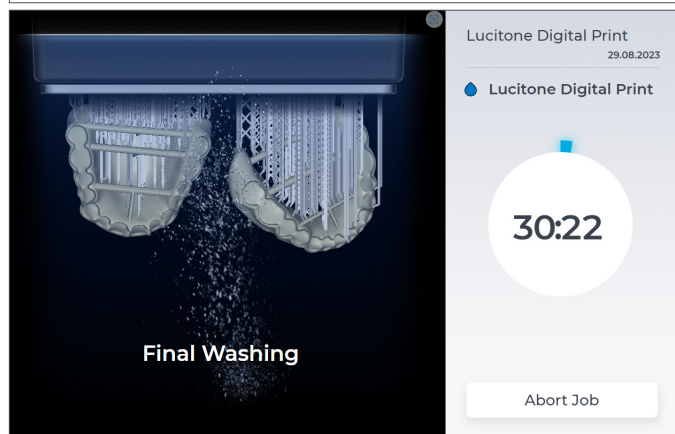 Final Washing
Lucitone Digital Print
29.08.2023
Lucitone Digital Print
30:22
Abort Job